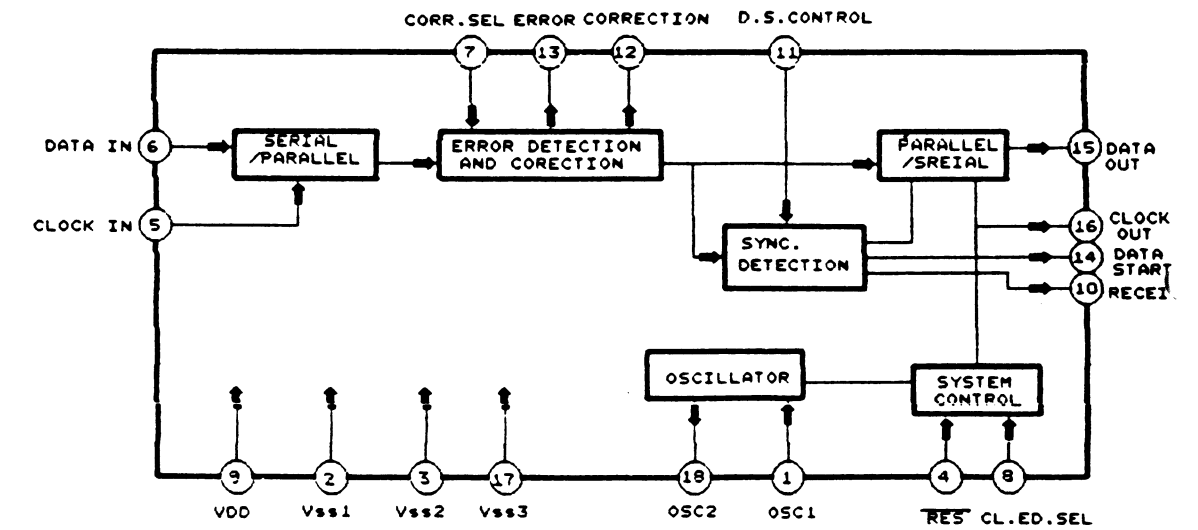 CORR.SEL ERROR CORRECTION D.S.CONTROL
7 13 12 11
DATA IN 6
SERIAL
/PARALLEL
ERROR DETECTION
AND CORECTION
PARALLEL
/SREIAL
15 DATA
OUT
CLOCK IN 5
16 CLOCK
OUT
SYNC.
DETECTION
14 DATA
START
10 RECEI
OSCILLATOR
SYSTEM
CONTROL
9 2 3 17 18 1 4 8
VDD Vss1 Vss2 Vss3 OSC2 OSC1 RES CL.ED.SEL